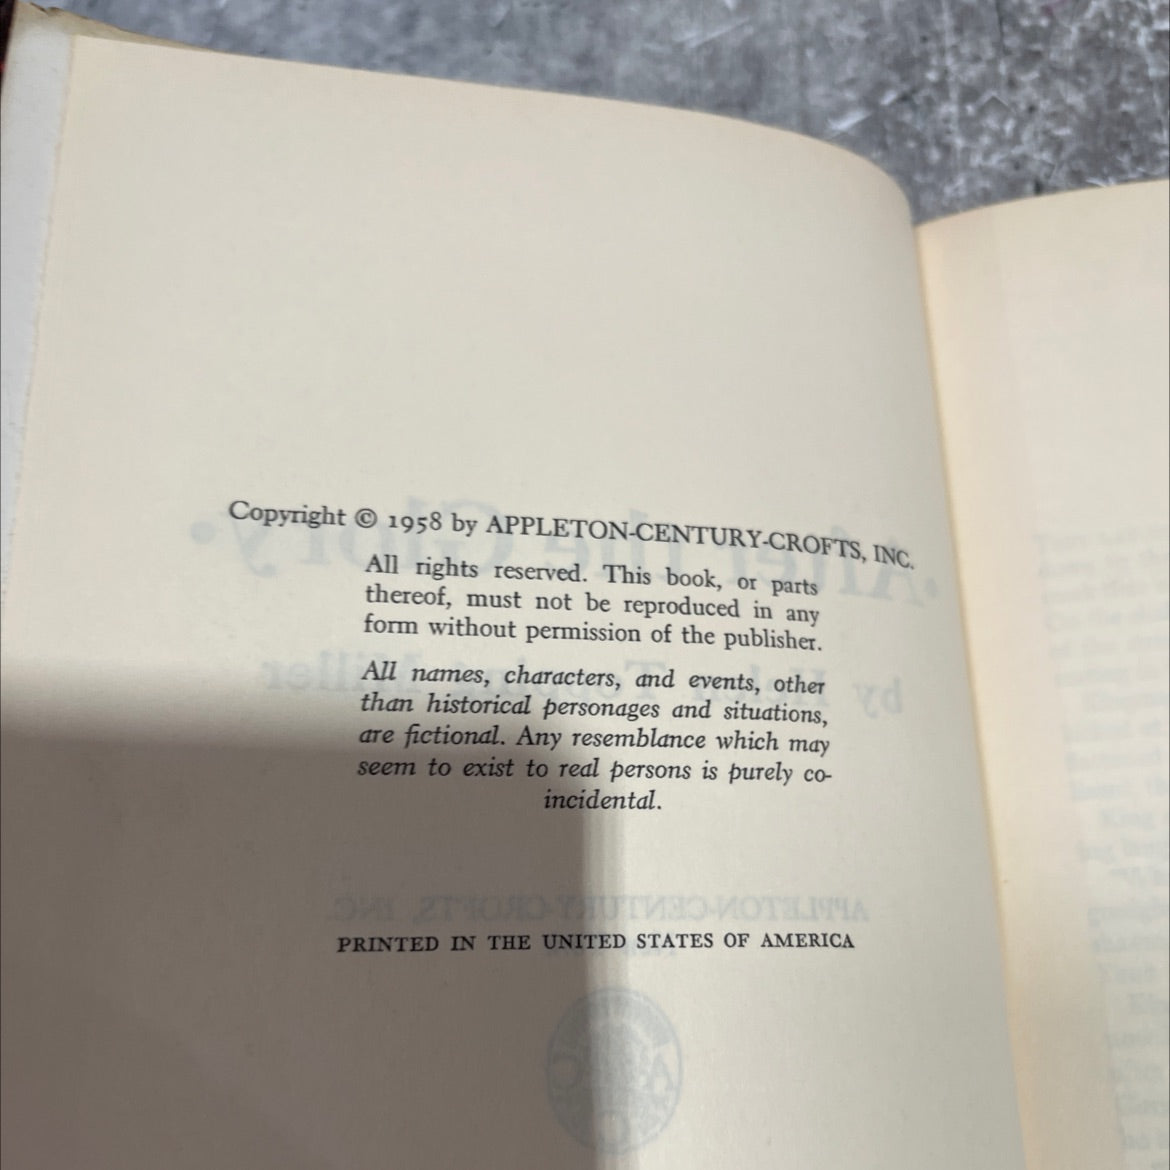 Copyright © 1958 by APPLETON-CENTURY-CROFTS, INC.
All rights reserved. This book, or parts
thereof, must not be reproduced in any
form without permission of the publisher.
All names, characters, and events, other
than historical personages and situations,
are fictional. Any resemblance which may
seem to exist to real persons is purely co-
incidental.
PRINTED IN THE UNITED STATES OF AMERICA